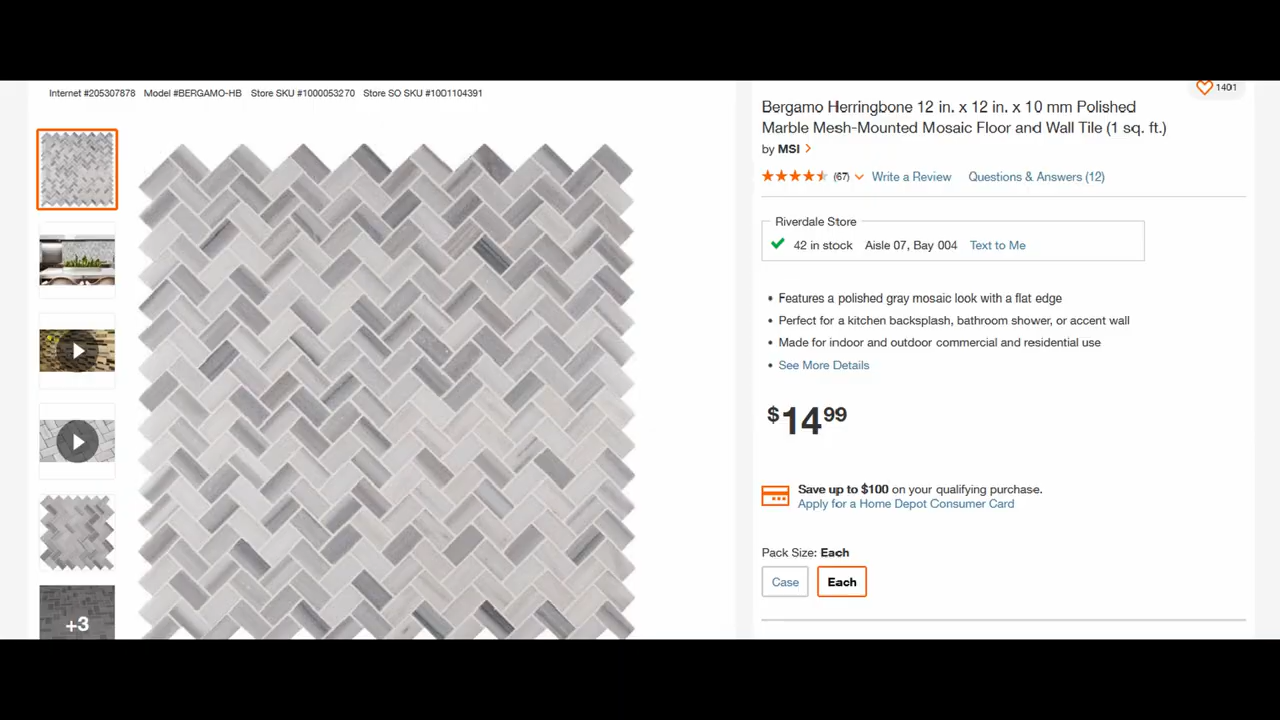 Internet #205307878 Model #BERGAMO-HB Store SKU #1000053270 Store SO SKU #1001104391
1401
Bergamo Herringbone 12 in. x 12 in. x 10 mm Polished
Marble Mesh-Mounted Mosaic Floor and Wall Tile (1 sq. ft.)
by MSI
(67) Write a Review Questions & Answers (12)
Riverdale Store
42 in stock Aisle 07, Bay 004 Text to Me
• Features a polished gray mosaic look with a flat edge
• Perfect for a kitchen backsplash, bathroom shower, or accent wall
• Made for indoor and outdoor commercial and residential use
• See More Details
$14 99
Save up to $100 on your qualifying purchase.
Apply for a Home Depot Consumer Card
Pack Size: Each
Case Each
+3